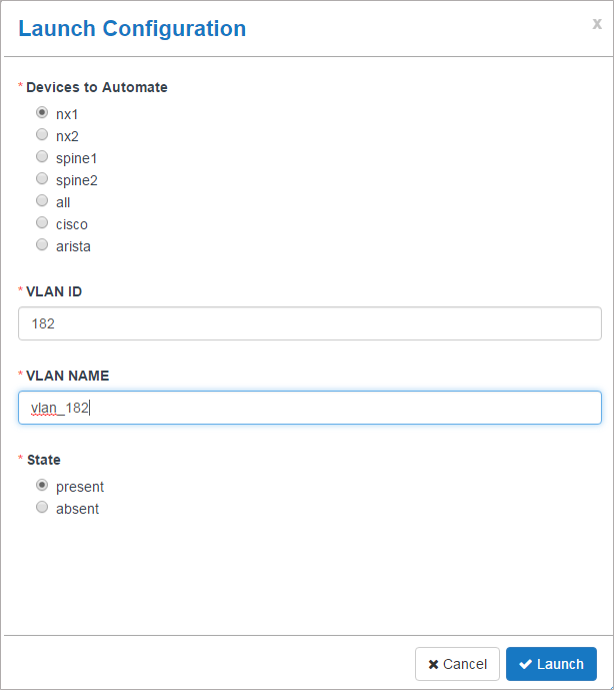 Launch Configuration
x
* Devices to Automate
nx1
nx2
spine1
spine2
all
cisco
arista
* VLAN ID
182
* VLAN NAME
vlan_182
* State
present
absent
Cancel
Launch